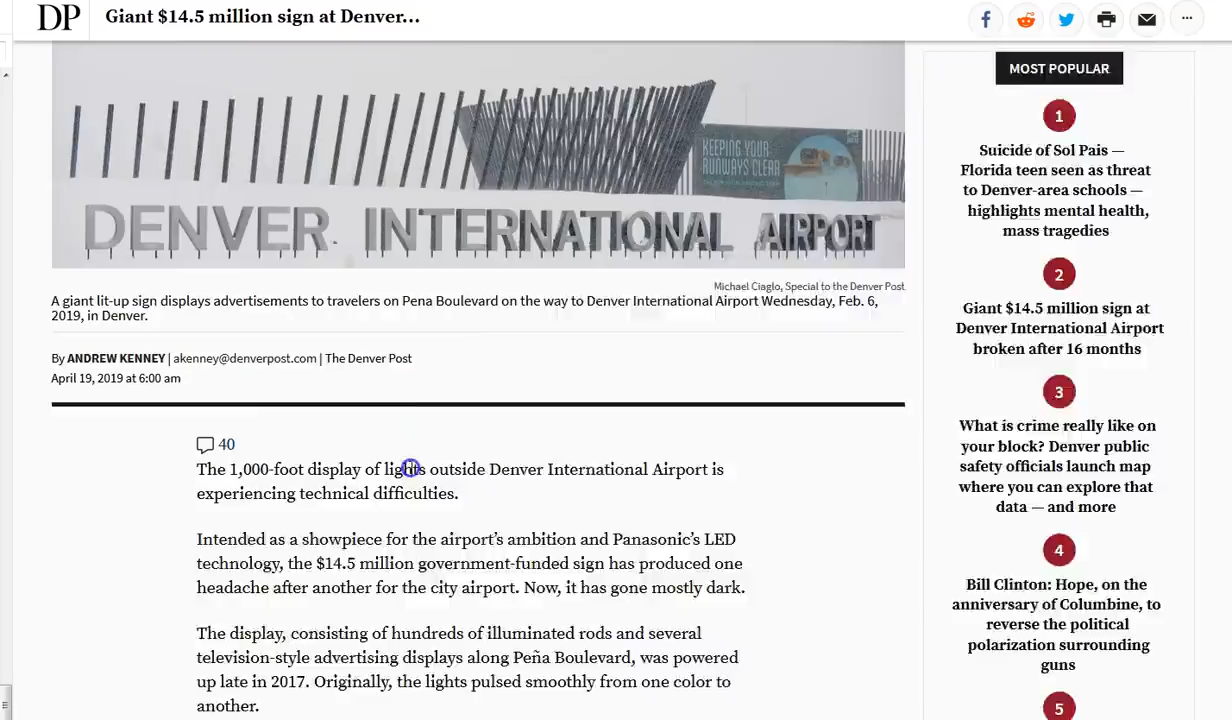 DP
Giant $14.5 million sign at Denver...
KEEPING YOUR
RUNWAYS CLEAR
DENVER INTERNATIONAL AIRPORT
Michael Ciaglo, Special to the Denver Post
A giant lit-up sign displays advertisements to travelers on Pena Boulevard on the way to Denver International Airport Wednesday, Feb. 6,
2019, in Denver.
By ANDREW KENNEY | akenney@denverpost.com | The Denver Post
April 19, 2019 at 6:00 am
40
The 1,000-foot display of lights outside Denver International Airport is
experiencing technical difficulties.
Intended as a showpiece for the airport's ambition and Panasonic's LED
technology, the $14.5 million government-funded sign has produced one
headache after another for the city airport. Now, it has gone mostly dark.
The display, consisting of hundreds of illuminated rods and several
television-style advertising displays along Peña Boulevard, was powered
up late in 2017. Originally, the lights pulsed smoothly from one color to
another.
MOST POPULAR
1
Suicide of Sol Pais —
Florida teen seen as threat
to Denver-area schools —
highlights mental health,
mass tragedies
2
Giant $14.5 million sign at
Denver International Airport
broken after 16 months
3
What is crime really like on
your block? Denver public
safety officials launch map
where you can explore that
data — and more
4
Bill Clinton: Hope, on the
anniversary of Columbine, to
reverse the political
polarization surrounding
guns
5